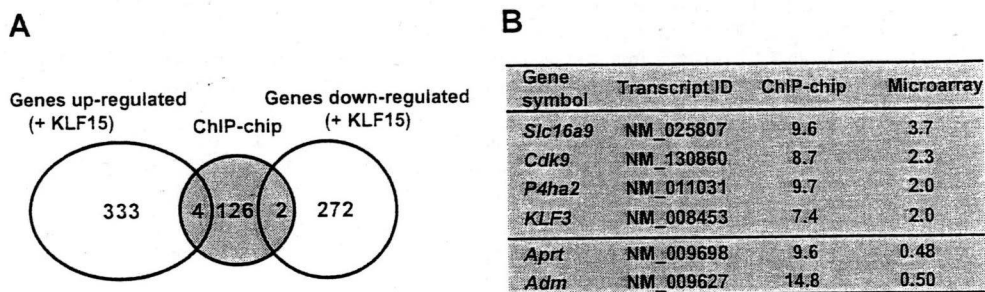 A
Genes up-regulated
(+ KLF15)
ChIP-chip
Genes down-regulated
(+ KLF15)
333
4
126
2
272
B
Gene symbol Transcript ID ChIP-chip Microarray
Slc16a9 NM_025807 9.6 3.7
Cdk9 NM_130860 8.7 2.3
P4ha2 NM_011031 9.7 2.0
KLF3 NM_008453 7.4 2.0
Aprt NM_009698 9.6 0.48
Adm NM_009627 14.8 0.50